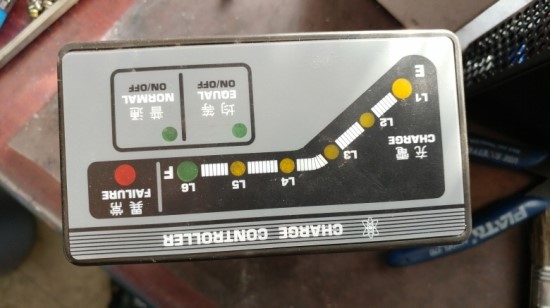 CHARGE CONTROLLER
異常
FAILURE
L6
L5
L4
L3
L2
L1
F
E
充電
CHARGE
均等
EQUAL
ON/OFF
普通
NORMAL
ON/OFF